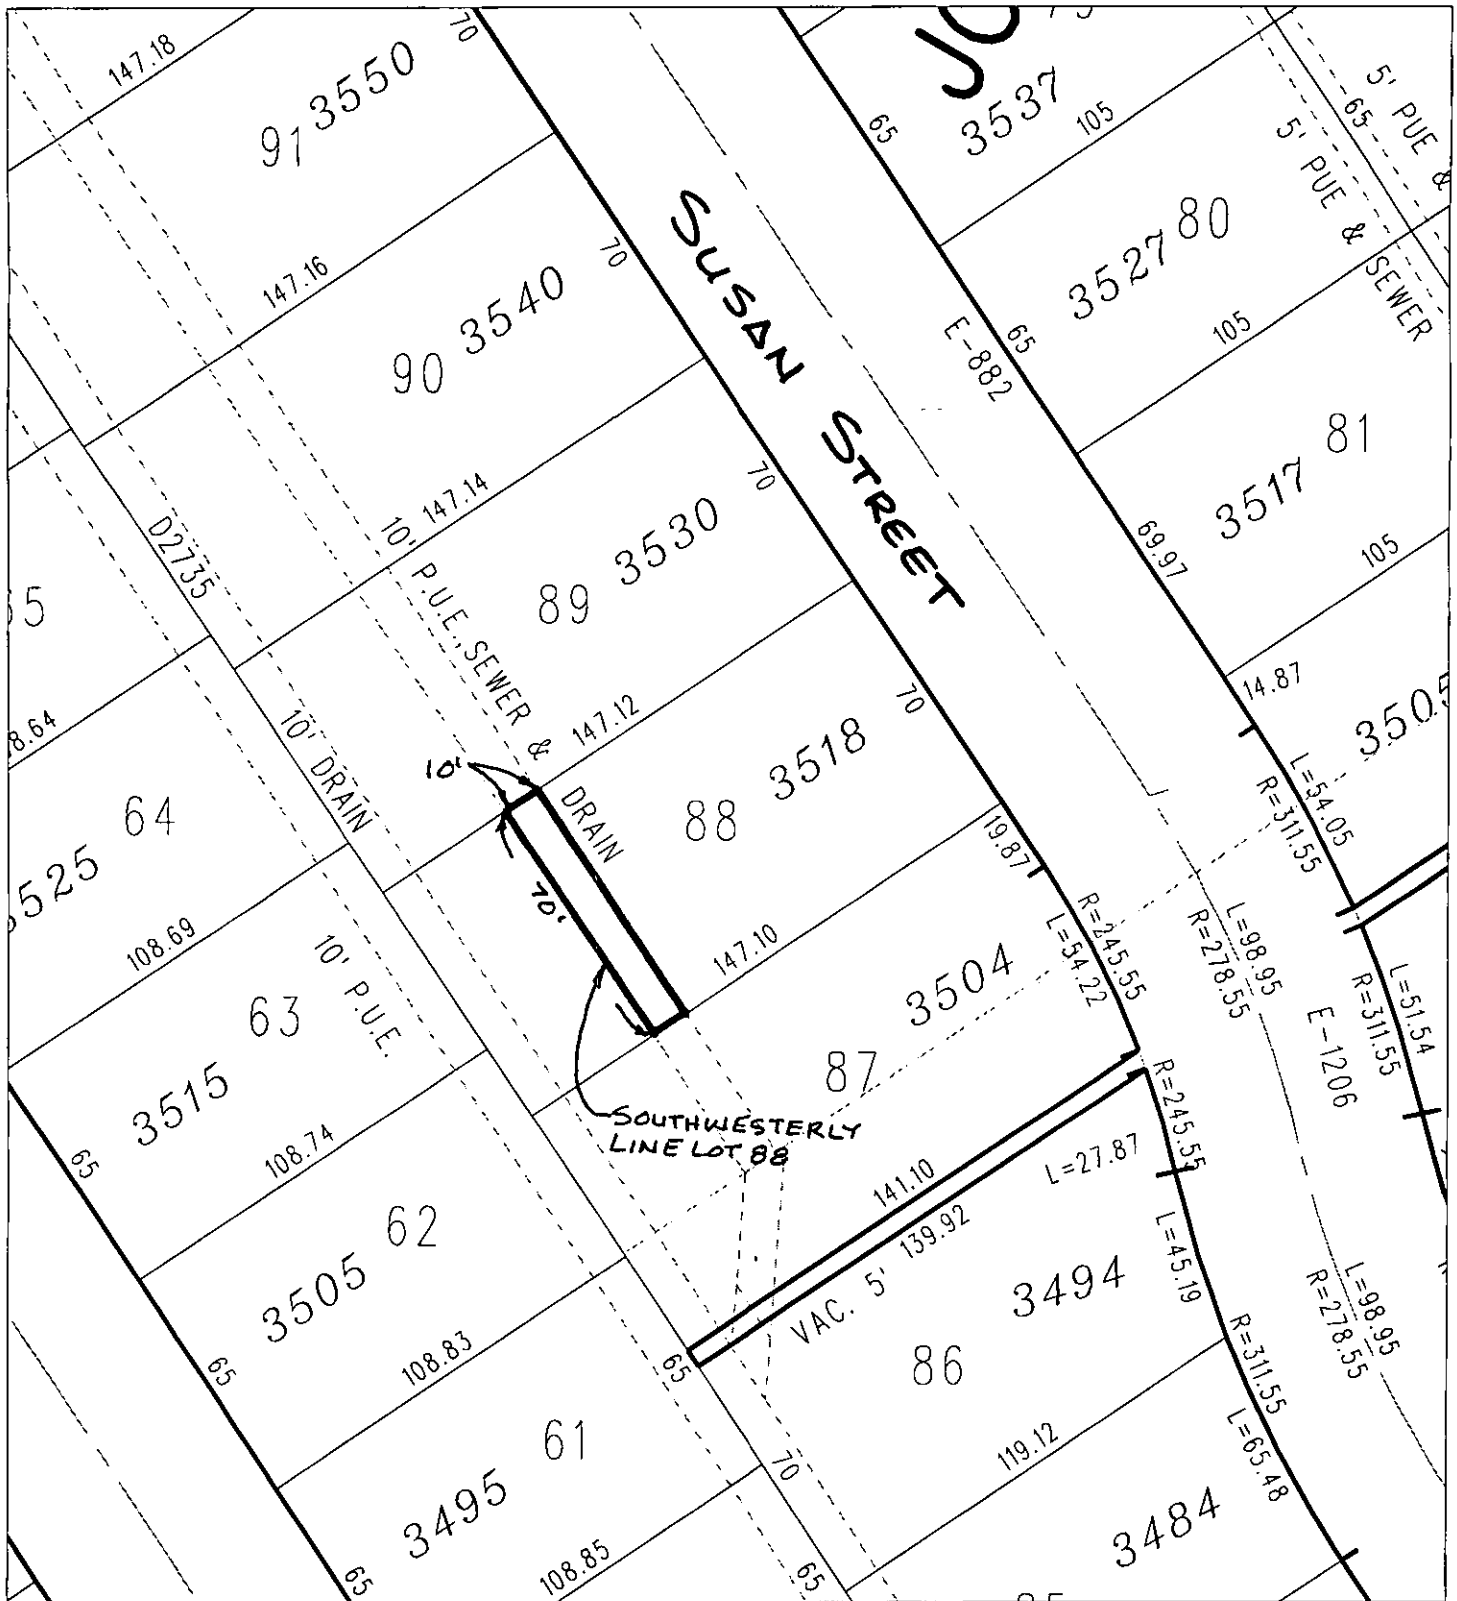 147.18
91 3550
70
JO
3537
65
105
5' PUE &
65
5' PUE & SEWER
147.16
90 3540
70
SUSAN STREET
3527 80
E-882
65
105
147.14
10' P.U.E., SEWER & DRAIN
89 3530
70
3517 81
69.97
105
D2735
10' DRAIN
147.12
88 3518
70
14.87
3505
L=54.05
R=311.55
8.64
64
3525
10'
70'
108.69
10' P.U.E.
147.10
19.87
R=245.55
L=54.22
3504
87
L=98.95
R=278.55
E-1206
L=51.54
R=311.55
63
3515
65
108.74
SOUTHWESTERLY
LINE LOT 88
R=245.55
L=27.87
141.10
139.92
VAC. 5'
L=45.19
62
3505
65
108.83
65
3494
86
R=311.55
L=98.95
R=278.55
61
3495
70
119.12
L=65.48
3484
65
108.85
65